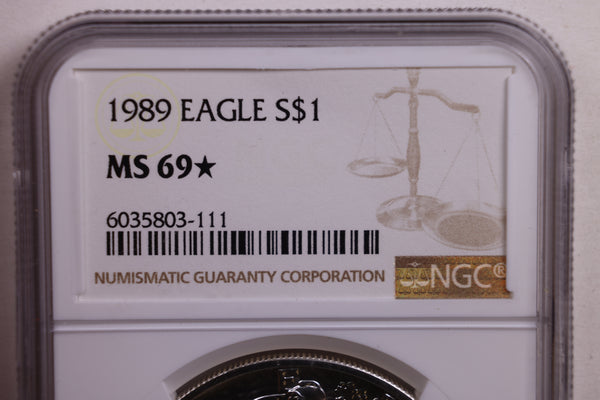 1989 EAGLE S$1
MS 69★
6035803-111
NUMISMATIC GUARANTY CORPORATION
NGC®